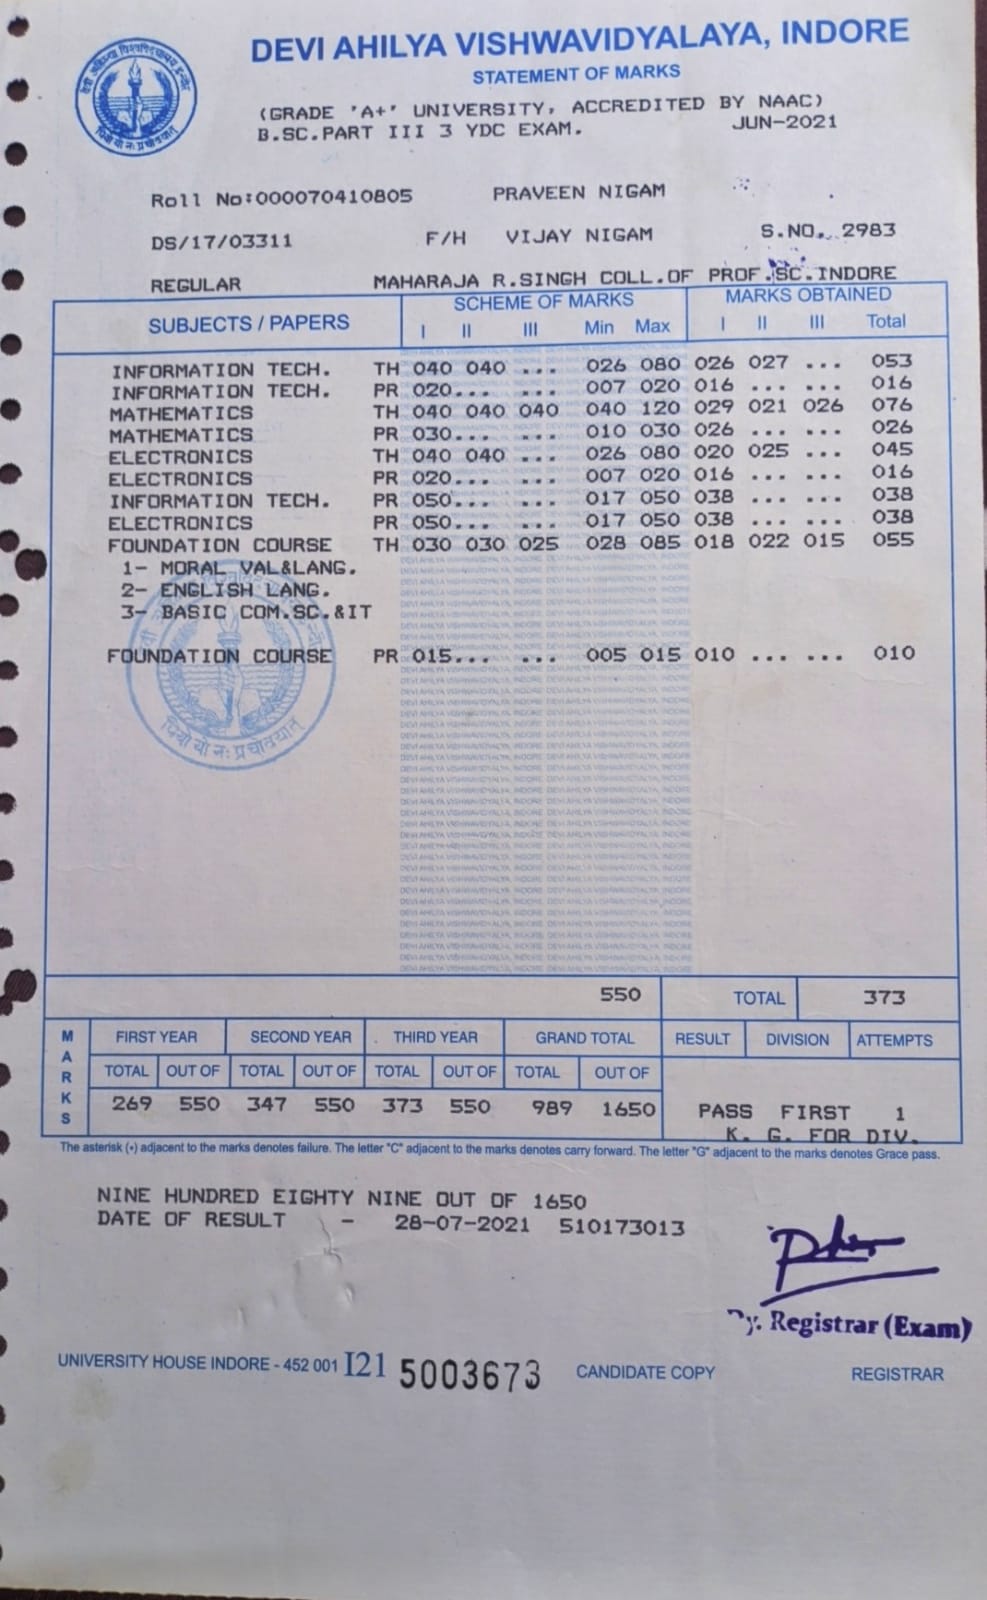 DEVI AHILYA VISHWAVIDYALAYA, INDORE
STATEMENT OF MARKS
(GRADE 'A+' UNIVERSITY, ACCREDITED BY NAAC)
B.SC.PART III 3 YDC EXAM. JUN-2021
Roll No:000070410805 PRAVEEN NIGAM
DS/17/03311 F/H VIJAY NIGAM S.NO. 2983
REGULAR MAHARAJA R.SINGH COLL.OF PROF.SC.INDORE
SUBJECTS / PAPERS SCHEME OF MARKS MARKS OBTAINED
I II III Min Max I II III Total
INFORMATION TECH. TH 040 040 ... 026 080 026 027 ... 053
INFORMATION TECH. PR 020... ... 007 020 016 ... ... 016
MATHEMATICS TH 040 040 040 040 120 029 021 026 076
MATHEMATICS PR 030... ... 010 030 026 ... ... 026
ELECTRONICS TH 040 040 ... 026 080 020 025 ... 045
ELECTRONICS PR 020... ... 007 020 016 ... ... 016
INFORMATION TECH. PR 050... ... 017 050 038 ... ... 038
ELECTRONICS PR 050... ... 017 050 038 ... ... 038
FOUNDATION COURSE TH 030 030 025 028 085 018 022 015 055
1- MORAL VAL&LANG.
2- ENGLISH LANG.
3- BASIC COM.SC.&IT
FOUNDATION COURSE PR 015... ... 005 015 010 ... ... 010
550 TOTAL 373
MARKS FIRST YEAR SECOND YEAR THIRD YEAR GRAND TOTAL RESULT DIVISION ATTEMPTS
TOTAL OUT OF TOTAL OUT OF TOTAL OUT OF TOTAL OUT OF
269 550 347 550 373 550 989 1650 PASS FIRST 1
K. G. FOR DIV.
The asterisk (*) adjacent to the marks denotes failure. The letter "C" adjacent to the marks denotes carry forward. The letter "G" adjacent to the marks denotes Grace pass.
NINE HUNDRED EIGHTY NINE OUT OF 1650
DATE OF RESULT - 28-07-2021 510173013
Dy. Registrar (Exam)
UNIVERSITY HOUSE INDORE - 452 001 I21 5003673 CANDIDATE COPY REGISTRAR